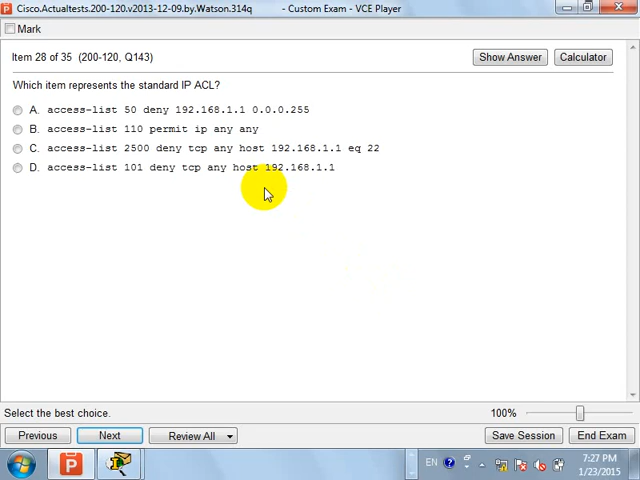 Cisco.Actualtests.200-120.v2013-12-09.by.Watson.314q - Custom Exam - VCE Player
Mark
Item 28 of 35 (200-120, Q143)
Show Answer
Calculator
Which item represents the standard IP ACL?
A. access-list 50 deny 192.168.1.1 0.0.0.255
B. access-list 110 permit ip any any
C. access-list 2500 deny tcp any host 192.168.1.1 eq 22
D. access-list 101 deny tcp any host 192.168.1.1
Select the best choice.
100%
Previous
Next
Review All
Save Session
End Exam
EN
7:27 PM
1/23/2015